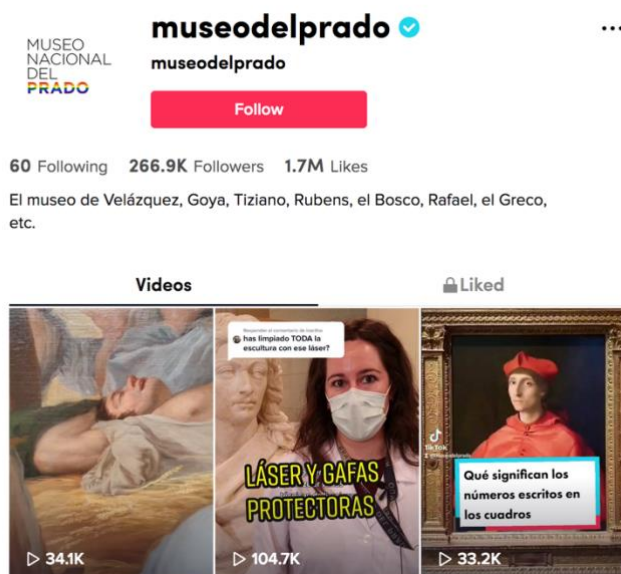 MUSEO
NACIONAL
DEL
PRADO
museodelprado
museodelprado
Follow
60 Following 266.9K Followers 1.7M Likes
El museo de Velázquez, Goya, Tiziano, Rubens, el Bosco, Rafael, el Greco,
etc.
Videos
Liked
34.1K
has limpiado TODA la
escultura con ese láser?
LÁSER Y GAFAS
PROTECTORAS
104.7K
TikTok
Qué significan los
números escritos en
los cuadros
33.2K